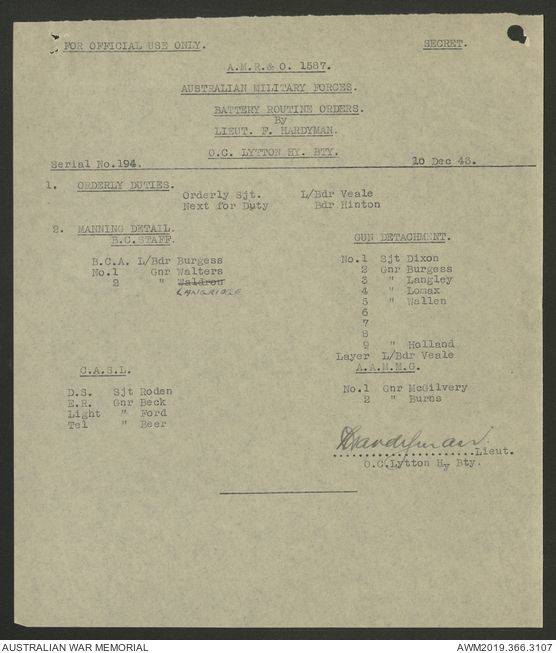 FOR OFFICIAL USE ONLY. SECRET.
A.M.R.& O. 1587.
AUSTRALIAN MILITARY FORCES.
BATTERY ROUTINE ORDERS.
By
LIEUT. F. HARDYMAN.
O.C. LYTTON HY. BTY.
Serial No.194. 10 Dec 43.
1. ORDERLY DUTIES.
Orderly Sjt. L/Bdr Veale
Next for Duty Bdr Hinton
2. MANNING DETAIL.
B.C.STAFF.
B.C.A. L/Bdr Burgess
No.1 Gnr Walters
2 " Waldron
LANGRIDGE
GUN DETACHMENT.
No.1 Sjt Dixon
2 Gnr Burgess
3 " Langley
4 " Lomax
5 " Wallen
6
7
8
9 " Holland
Layer L/Bdr Veale
A.A.M.M.G.
No.1 Gnr McGilvery
2 " Burns
C.A.S.L.
D.S. Sjt Roden
E.R. Gnr Beck
Light " Ford
Tel " Beer
Hardyman.
..................Lieut.
O.C.Lytton Hy Bty.
AUSTRALIAN WAR MEMORIAL AWM2019.366.3107